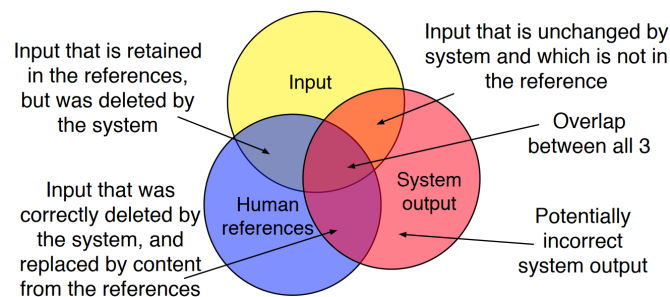 Input that is retained
in the references,
but was deleted by
the system
Input
Input that is unchanged by
system and which is not in
the reference
Overlap
between all 3
Input that was
correctly deleted by
the system, and
replaced by content
from the references
Human
references
System
output
Potentially
incorrect
system output